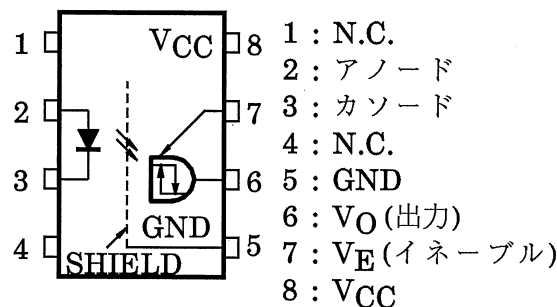 1
2
3
4
VCC
8
7
6
5
GND
SHIELD
1 : N.C.
2 : アノード
3 : カソード
4 : N.C.
5 : GND
6 : VO (出力)
7 : VE (イネーブル)
8 : VCC